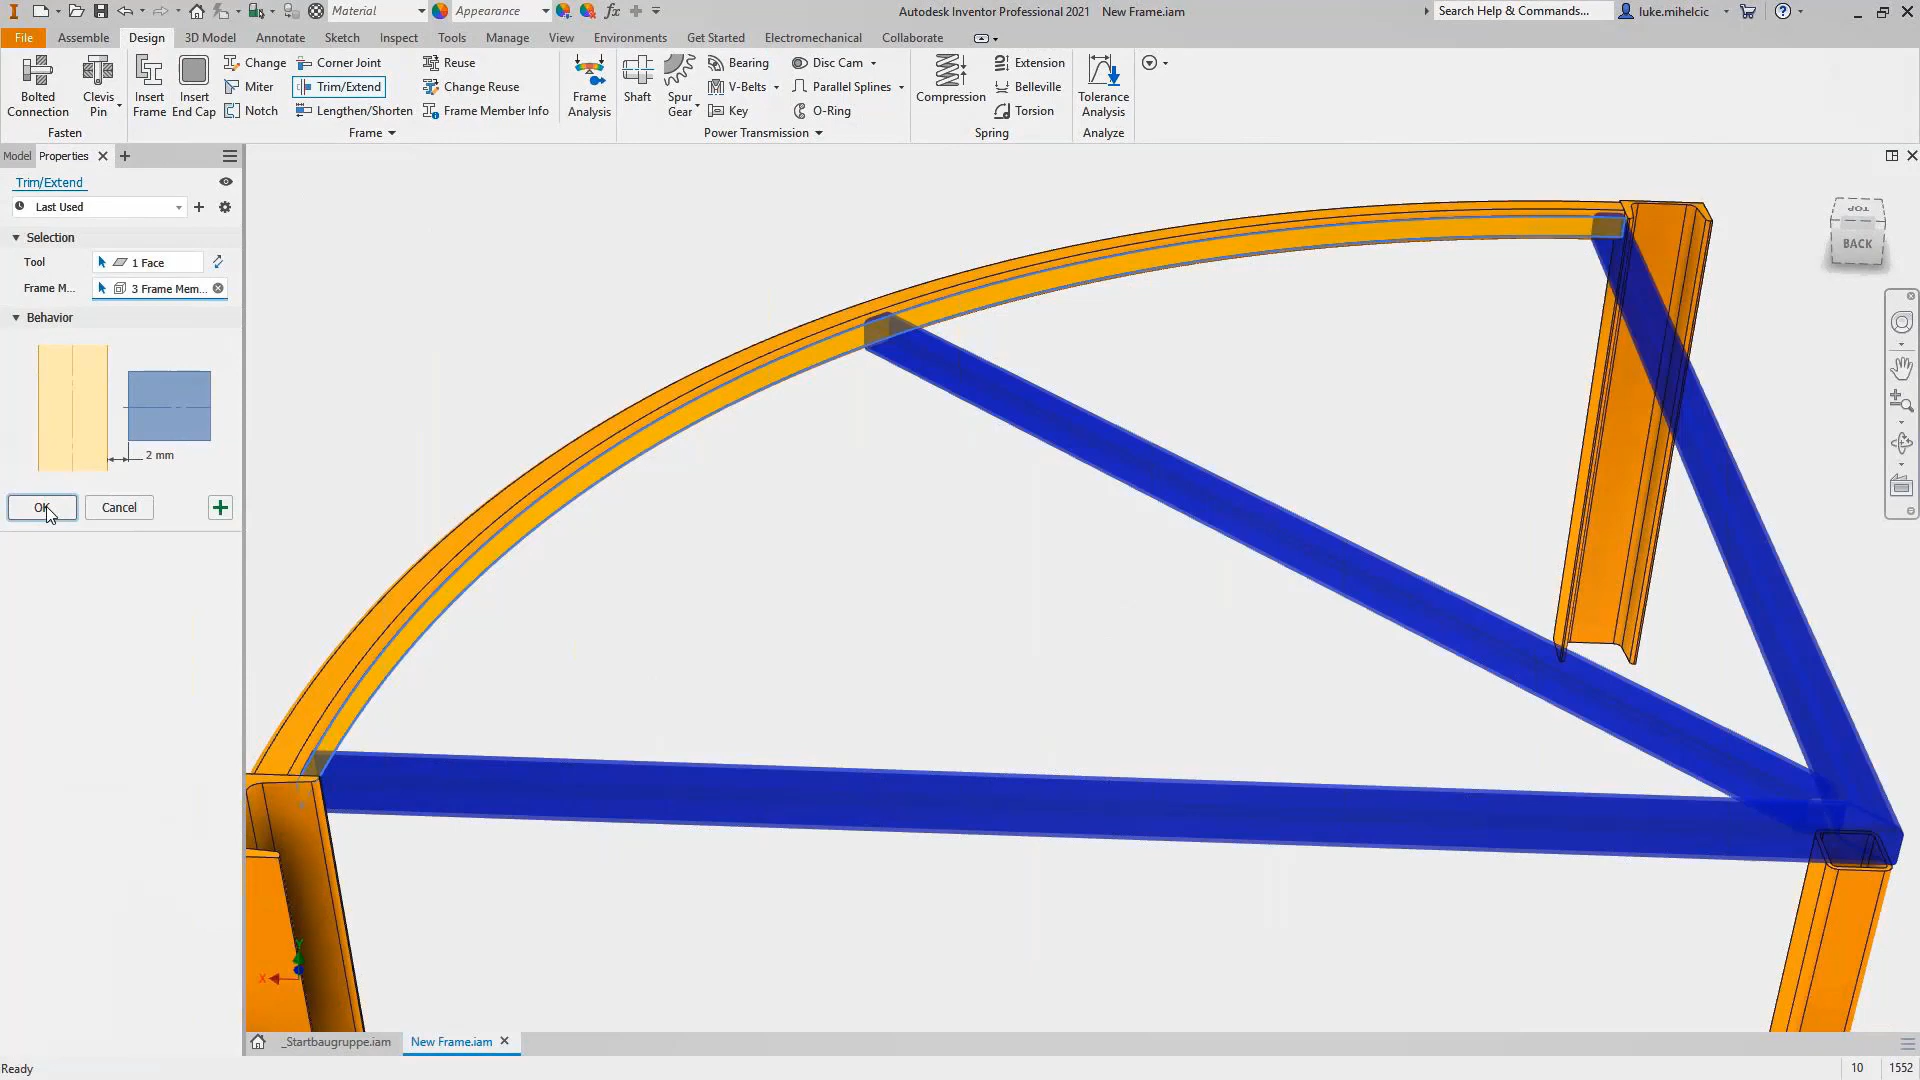 Material
Appearance
fx
Autodesk Inventor Professional 2021 New Frame.iam
Search Help & Commands...
luke.mihelcic
File Assemble Design 3D Model Annotate Sketch Inspect Tools Manage View Environments Get Started Electromechanical Collaborate
Bolted Connection
Clevis Pin
Fasten
Insert Frame
Insert End Cap
Change
Miter
Notch
Corner Joint
Trim/Extend
Lengthen/Shorten
Reuse
Change Reuse
Frame Member Info
Frame
Frame Analysis
Shaft
Spur Gear
Bearing
V-Belts
Key
Disc Cam
Parallel Splines
O-Ring
Power Transmission
Compression
Extension
Belleville
Torsion
Spring
Tolerance Analysis
Analyze
Model Properties
Trim/Extend
Last Used
Selection
Tool 1 Face
Frame M... 3 Frame Mem...
Behavior
2 mm
OK Cancel
TOP
BACK
Y
X
_Startbaugruppe.iam New Frame.iam
Ready
10 1552